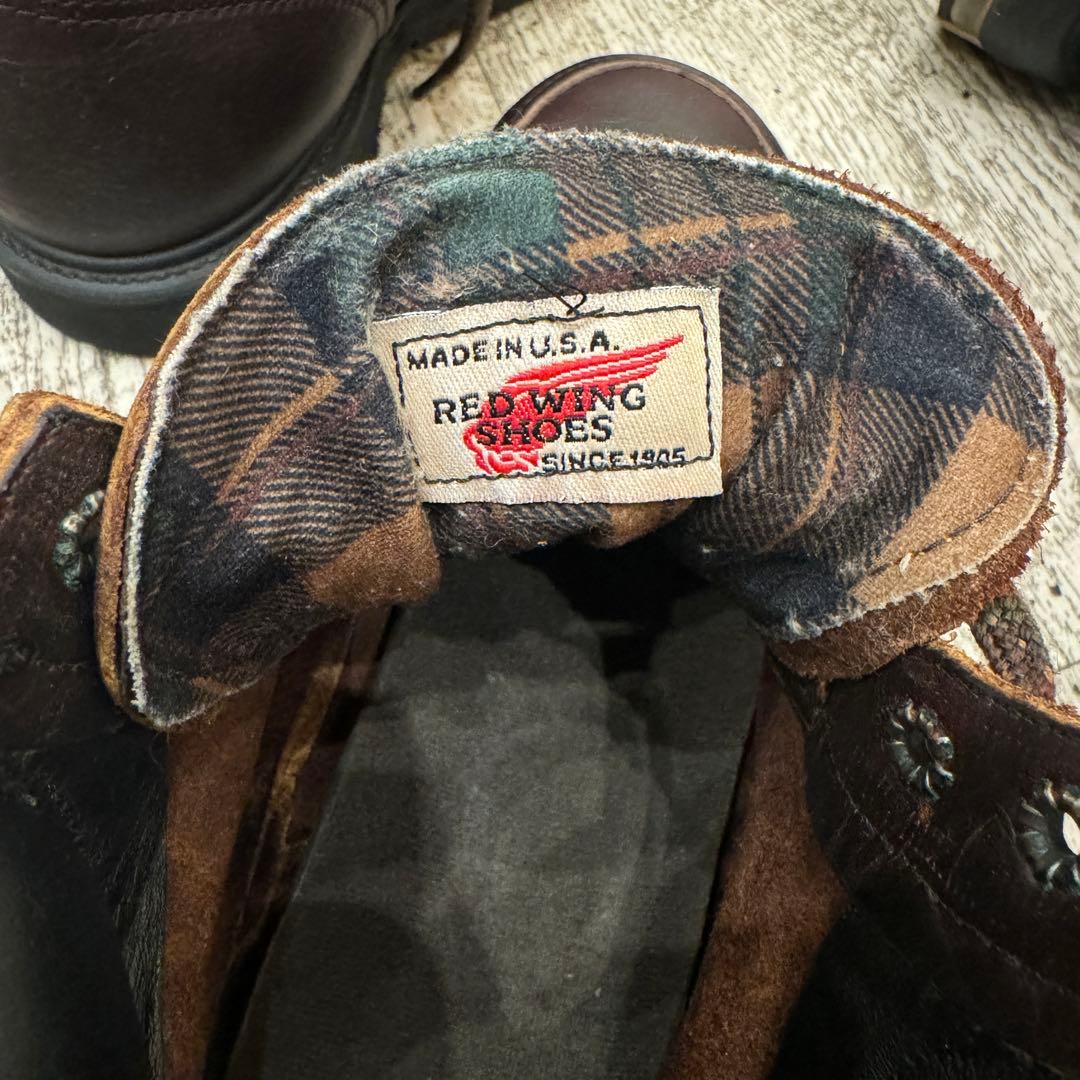 MADE IN U.S.A.
RED WING
SHOES
SINCE 1905